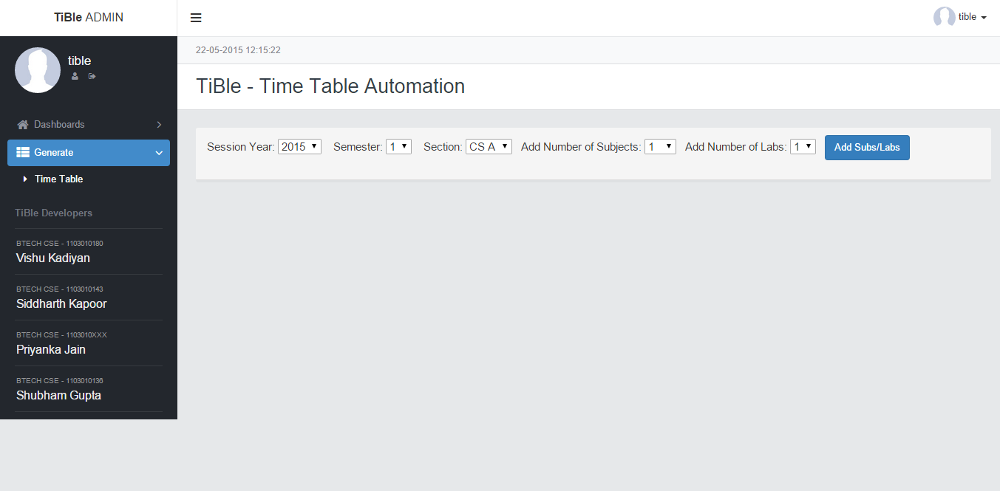 TiBle ADMIN
tible
22-05-2015 12:15:22
tible
TiBle - Time Table Automation
Dashboards
Generate
Time Table
Session Year: 2015 Semester: 1 Section: CS A Add Number of Subjects: 1 Add Number of Labs: 1 Add Subs/Labs
TiBle Developers
BTECH CSE - 1103010180
Vishu Kadiyan
BTECH CSE - 1103010143
Siddharth Kapoor
BTECH CSE - 1103010XXX
Priyanka Jain
BTECH CSE - 1103010136
Shubham Gupta